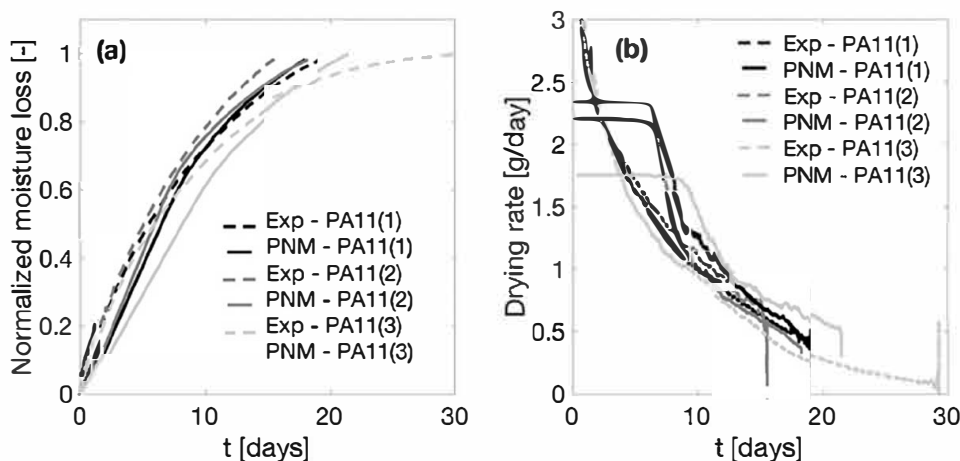 (a)
Normalized moisture loss [-]
1
0.8
0.6
0.4
0.2
0
0
10
20
30
t [days]
Exp - PA11(1)
PNM - PA11(1)
Exp - PA11(2)
PNM - PA11(2)
Exp - PA11(3)
PNM - PA11(3)
(b)
Drying rate [g/day]
3
2.5
2
1.5
1
0.5
0
0
10
20
30
t [days]
Exp - PA11(1)
PNM - PA11(1)
Exp - PA11(2)
PNM - PA11(2)
Exp - PA11(3)
PNM - PA11(3)